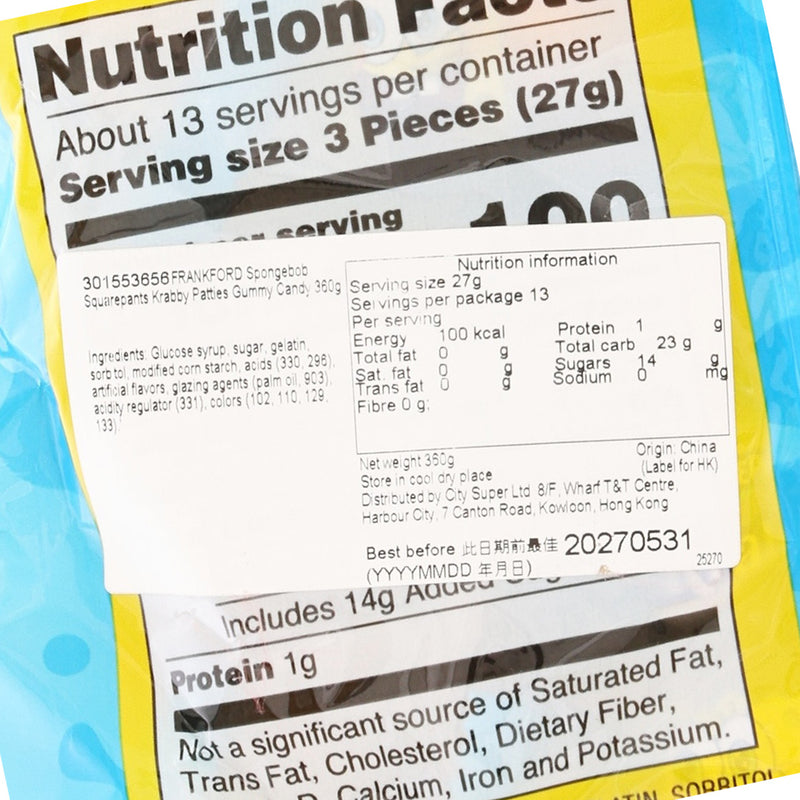 Nutrition Facts
About 13 servings per container
Serving size 3 Pieces (27g)
per serving
100
301553656 FRANKFORD Spongebob
Squarepants Krabby Patties Gummy Candy 360g
Ingredients: Glucose syrup, sugar, gelatin,
sorbitol, modified corn starch, acids (330, 296),
artificial flavors, glazing agents (palm oil, 903),
acidity regulator (331), colors (102, 110, 129,
133).
Nutrition information
Serving size 27g
Servings per package 13
Per serving
Energy 100 kcal Protein 1 g
Total fat 0 g Total carb 23 g
Sat. fat 0 g Sugars 14 g
Trans fat 0 g Sodium 0 mg
Fibre 0 g;
Net weight 360g Origin: China
Store in cool dry place (Label for HK)
Distributed by City Super Ltd 8/F, Wharf T&T Centre,
Harbour City, 7 Canton Road, Kowloon, Hong Kong
Best before 此日期前最佳 20270531
(YYYYMMDD 年月日) 25270
Includes 14g Added
Protein 1g
Not a significant source of Saturated Fat,
Trans Fat, Cholesterol, Dietary Fiber,
D, Calcium, Iron and Potassium.
SORBITOL